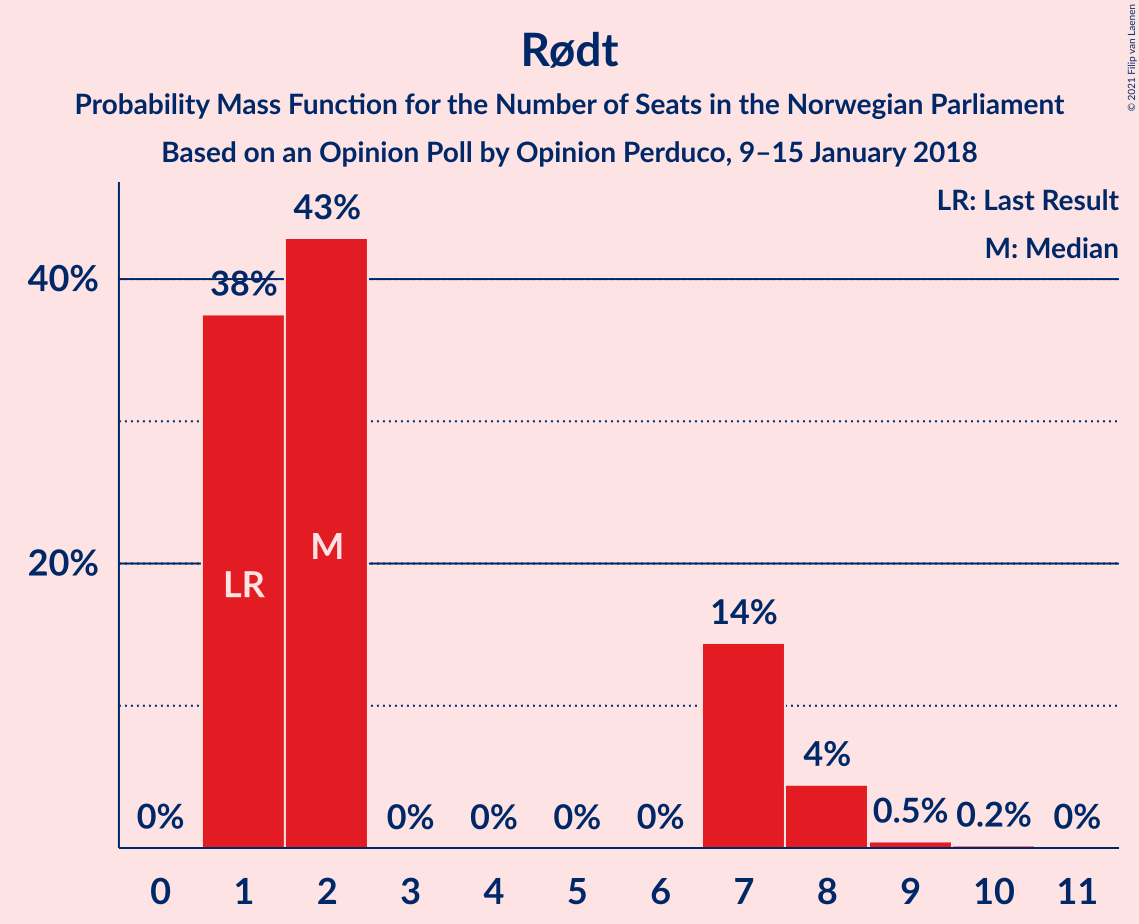 © 2021 Filip van Laenen
Rødt
Probability Mass Function for the Number of Seats in the Norwegian Parliament
Based on an Opinion Poll by Opinion Perduco, 9–15 January 2018
LR: Last Result
M: Median
43%
40%
38%
M
20%
LR
14%
4%
0%
0%
0%
0%
0%
0.5%
0.2%
0%
0 1 2 3 4 5 6 7 8 9 10 11